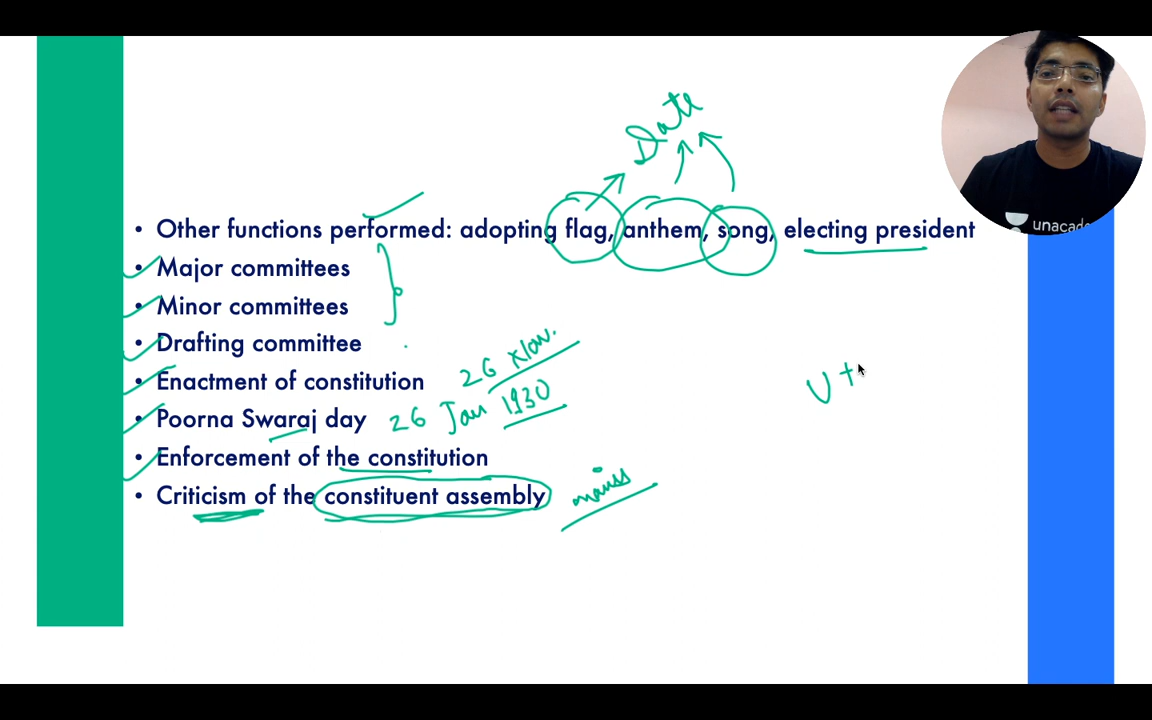 Date
unacade
• Other functions performed: adopting flag, anthem, song, electing president
• Major committees
• Minor committees
• Drafting committee
• Enactment of constitution 26 Nov.
• Poorna Swaraj day 26 Jan 1930
• Enforcement of the constitution
• Criticism of the constituent assembly mains